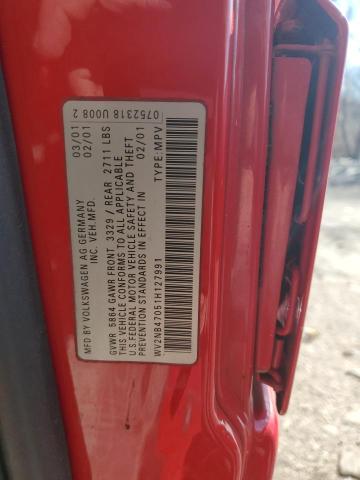 MFD BY VOLKSWAGEN AG GERMANY 03/01
INC. VEH.MFD. 02/01
GVWR 5864 GAWR FRONT 3329 / REAR 2711 LBS
THIS VEHICLE CONFORMS TO ALL APPLICABLE
U.S.FEDERAL MOTOR VEHICLE SAFETY AND THEFT
PREVENTION STANDARDS IN EFFECT IN 02/01
WV2NB47051H127991 TYPE:MPV
0752318 U008 2